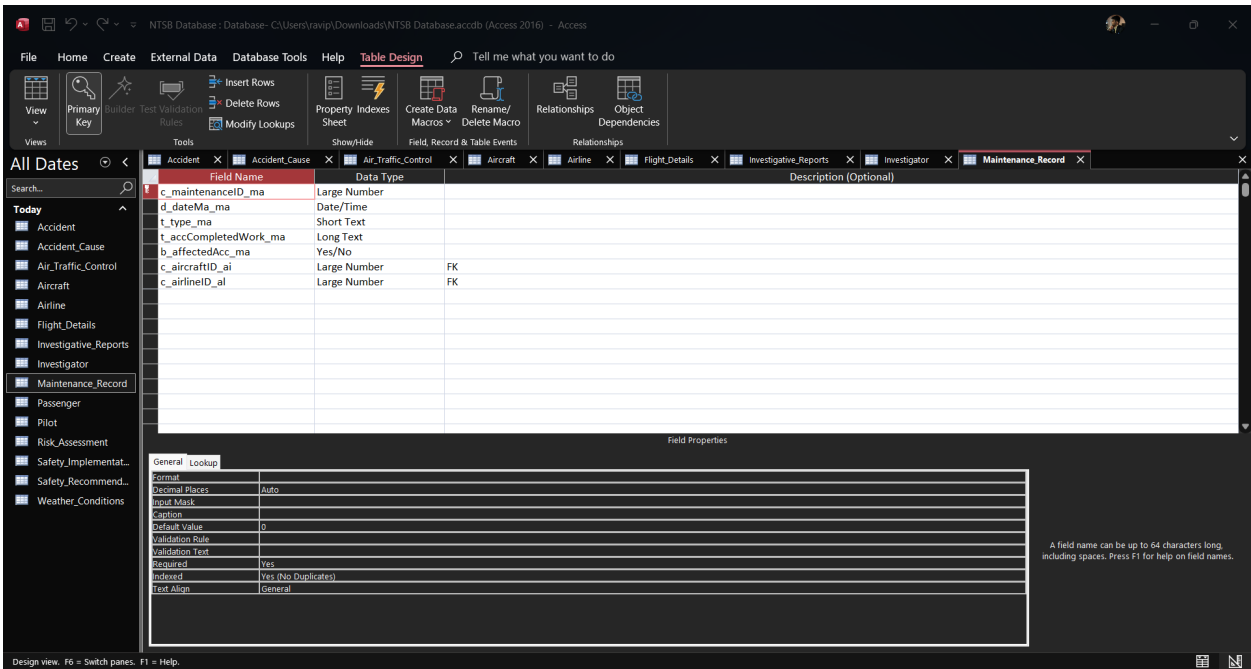 NTSB Database : Database- C:\Users\ravip\Downloads\NTSB Database.accdb (Access 2016) - Access
File Home Create External Data Database Tools Help Table Design Tell me what you want to do
View
Primary Key
Builder
Test Validation Rules
Insert Rows
Delete Rows
Modify Lookups
Property Sheet
Indexes
Create Data Macros
Rename/ Delete Macro
Relationships
Object Dependencies
Views Tools Show/Hide Field, Record & Table Events Relationships
All Dates
Search...
Today
Accident
Accident_Cause
Air_Traffic_Control
Aircraft
Airline
Flight_Details
Investigative_Reports
Investigator
Maintenance_Record
Passenger
Pilot
Risk_Assessment
Safety_Implementat...
Safety_Recommend...
Weather_Conditions
Accident Accident_Cause Air_Traffic_Control Aircraft Airline Flight_Details Investigative_Reports Investigator Maintenance_Record
Field Name Data Type Description (Optional)
c_maintenanceID_ma Large Number
d_dateMa_ma Date/Time
t_type_ma Short Text
t_accCompletedWork_ma Long Text
b_affectedAcc_ma Yes/No
c_aircraftID_ai Large Number FK
c_airlineID_al Large Number FK
Field Properties
General Lookup
Format
Decimal Places Auto
Input Mask
Caption
Default Value 0
Validation Rule
Validation Text
Required Yes
Indexed Yes (No Duplicates)
Text Align General
A field name can be up to 64 characters long,
including spaces. Press F1 for help on field names.
Design view. F6 = Switch panes. F1 = Help.